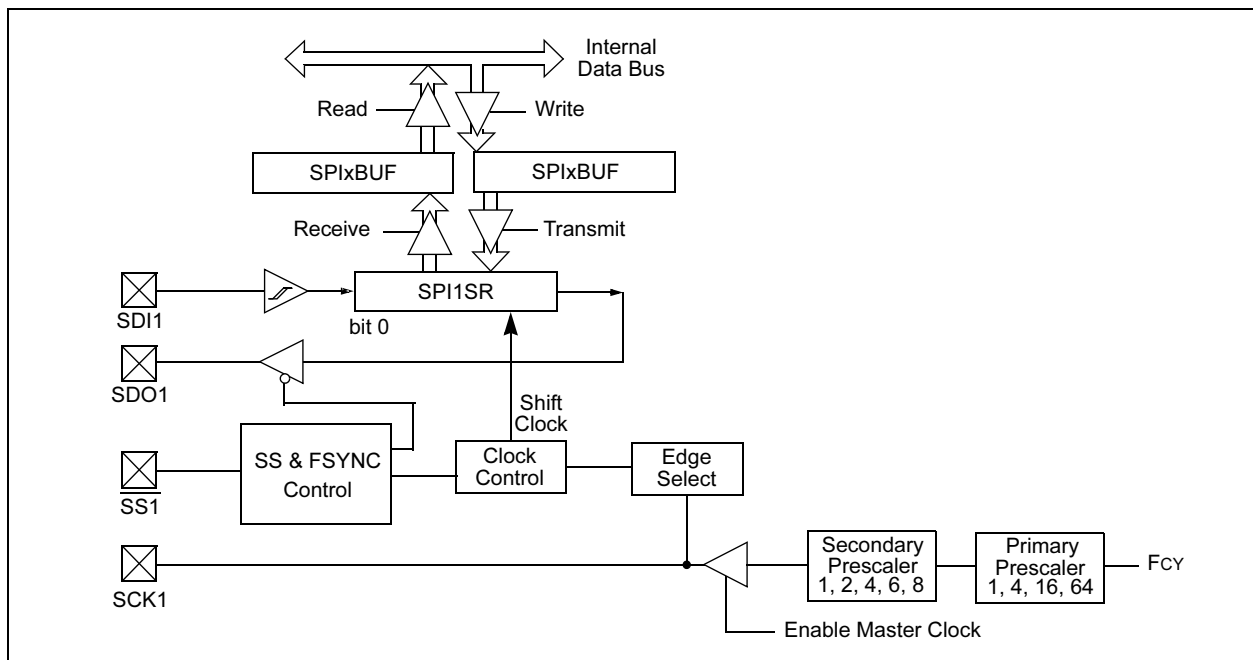 Internal
Data Bus
Read
Write
SPIxBUF
SPIxBUF
Receive
Transmit
SDI1
SPI1SR
bit 0
SDO1
Shift
Clock
SS & FSYNC
Control
Clock
Control
Edge
Select
SS1
Secondary
Prescaler
1, 2, 4, 6, 8
Primary
Prescaler
1, 4, 16, 64
FCY
SCK1
Enable Master Clock